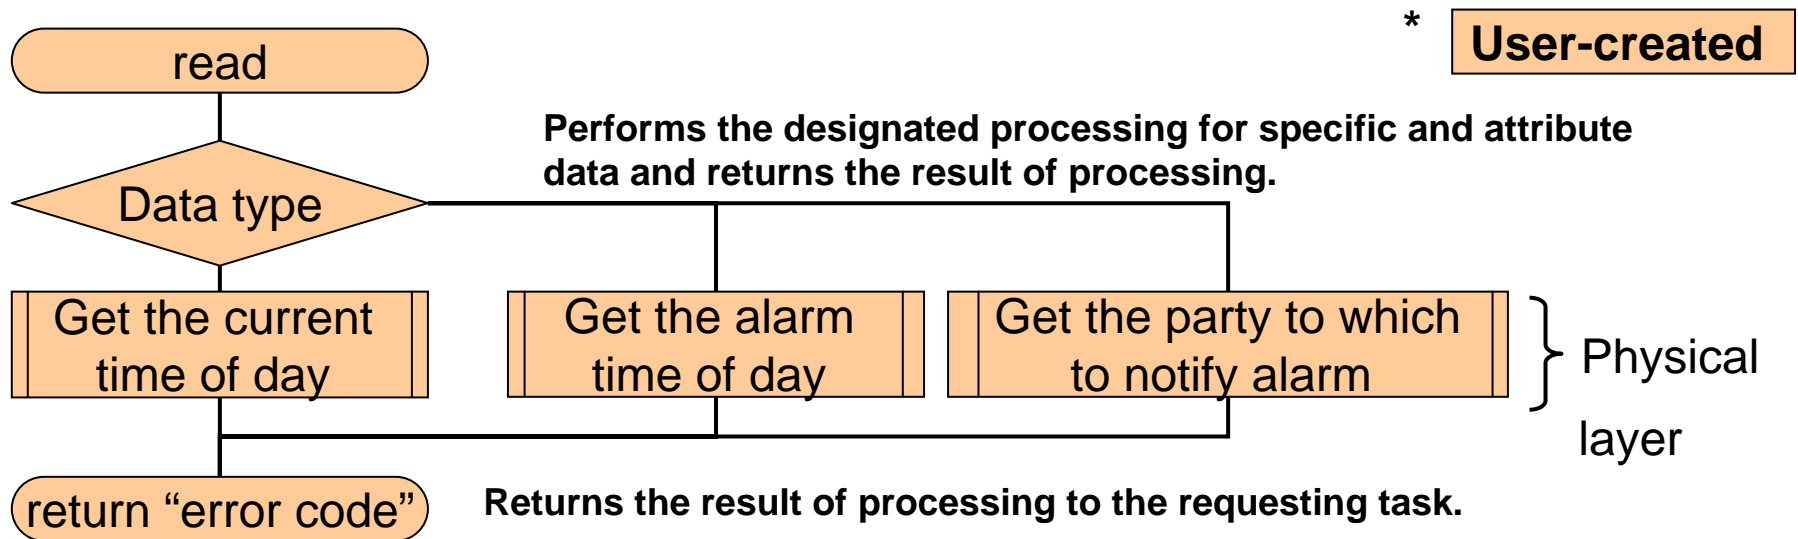 *
User-created
read
Performs the designated processing for specific and attribute
data and returns the result of processing.
Data type
Get the current
time of day
Get the alarm
time of day
Get the party to which
to notify alarm
Physical
layer
return “error code”
Returns the result of processing to the requesting task.